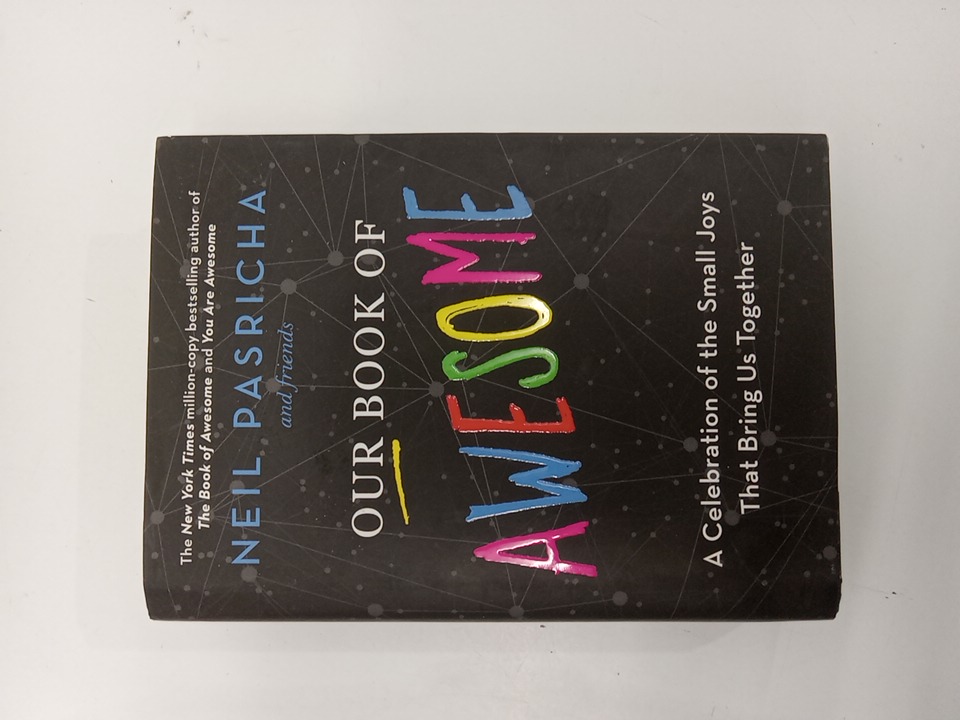 The New York Times million-copy bestselling author of
The Book of Awesome and You Are Awesome
NEIL PASRICHA
and friends
OUR BOOK OF
AWESOME
A Celebration of the Small Joys
That Bring Us Together